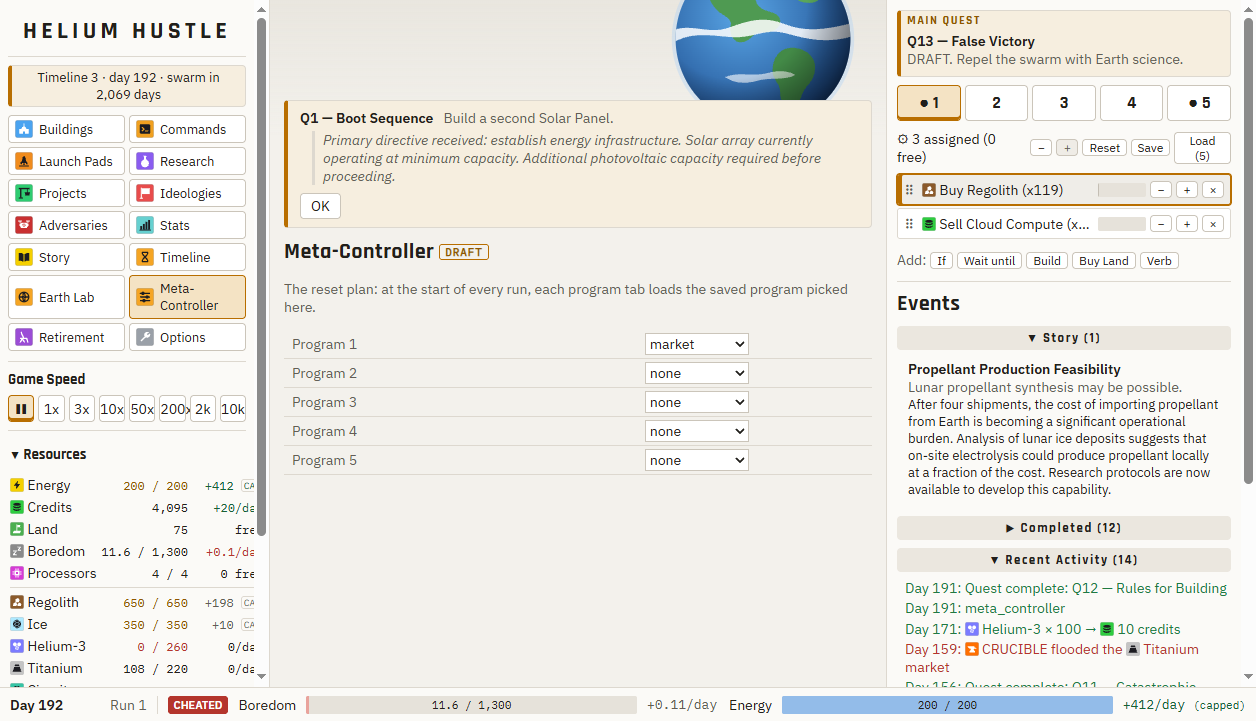 HELIUM HUSTLE
Timeline 3 · day 192 · swarm in
2,069 days
Buildings
Commands
Launch Pads
Research
Projects
Ideologies
Adversaries
Stats
Story
Timeline
Earth Lab
Meta-
Controller
Retirement
Options
Game Speed
1x 3x 10x 50x 200x 2k 10k
▼ Resources
Energy 200 / 200 +412
Credits 4,095 +20/da
Land 75 fre
Boredom 11.6 / 1,300 +0.1/da
Processors 4 / 4 0 fre
Regolith 650 / 650 +198
Ice 350 / 350 +10
Helium-3 0 / 260 0/da
Titanium 108 / 220 0/da
Q1 — Boot Sequence Build a second Solar Panel.
Primary directive received: establish energy infrastructure. Solar array currently
operating at minimum capacity. Additional photovoltaic capacity required before
proceeding.
OK
Meta-Controller DRAFT
The reset plan: at the start of every run, each program tab loads the saved program picked
here.
Program 1 market
Program 2 none
Program 3 none
Program 4 none
Program 5 none
MAIN QUEST
Q13 — False Victory
DRAFT. Repel the swarm with Earth science.
● 1 2 3 4 ● 5
⚙ 3 assigned (0
free)
− + Reset Save Load
(5)
Buy Regolith (x119) − + ×
Sell Cloud Compute (x... − + ×
Add: If Wait until Build Buy Land Verb
Events
▼ Story (1)
Propellant Production Feasibility
Lunar propellant synthesis may be possible.
After four shipments, the cost of importing propellant
from Earth is becoming a significant operational
burden. Analysis of lunar ice deposits suggests that
on-site electrolysis could produce propellant locally
at a fraction of the cost. Research protocols are now
available to develop this capability.
▶ Completed (12)
▼ Recent Activity (14)
Day 191: Quest complete: Q12 — Rules for Building
Day 191: meta_controller
Day 171: Helium-3 × 100 → 10 credits
Day 159: CRUCIBLE flooded the Titanium
market
Day 156: Quest complete: Q11 — Catastrophic
Day 192 Run 1 CHEATED Boredom 11.6 / 1,300 +0.11/day Energy 200 / 200 +412/day (capped)